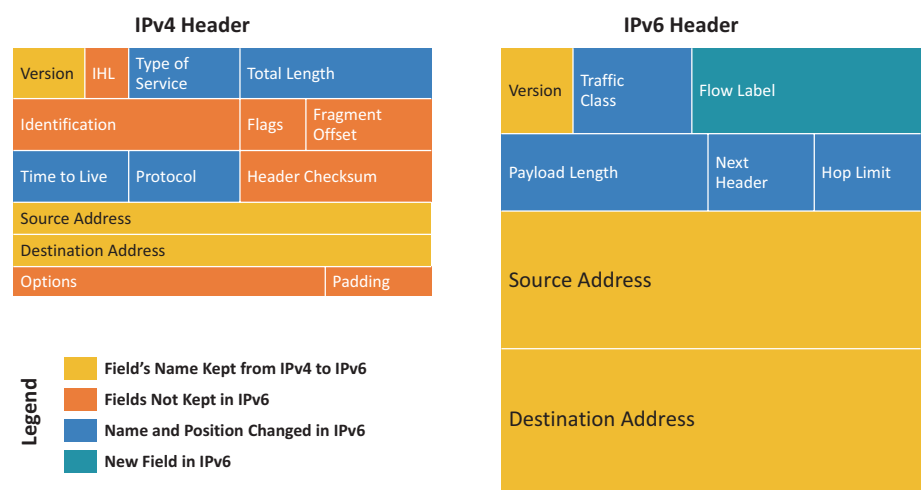 IPv4 Header
Version
IHL
Type of
Service
Total Length
Identification
Flags
Fragment
Offset
Time to Live
Protocol
Header Checksum
Source Address
Destination Address
Options
Padding
IPv6 Header
Version
Traffic
Class
Flow Label
Payload Length
Next
Header
Hop Limit
Source Address
Destination Address
Legend
Field’s Name Kept from IPv4 to IPv6
Fields Not Kept in IPv6
Name and Position Changed in IPv6
New Field in IPv6